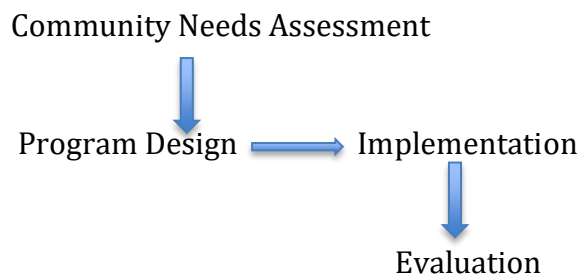 Community Needs Assessment
Program Design
Implementation
Evaluation